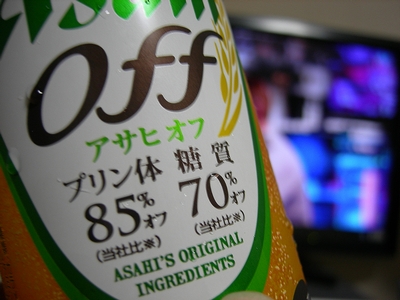 Asahi
off
アサヒ オフ
プリン体 糖質
85%オフ 70%オフ
(当社比※) (当社比※)
ASAHI'S ORIGINAL
INGREDIENTS